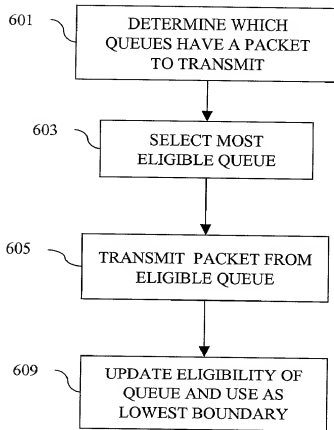 601
DETERMINE WHICH
QUEUES HAVE A PACKET
TO TRANSMIT
603
SELECT MOST
ELIGIBLE QUEUE
605
TRANSMIT PACKET FROM
ELIGIBLE QUEUE
609
UPDATE ELIGIBILITY OF
QUEUE AND USE AS
LOWEST BOUNDARY